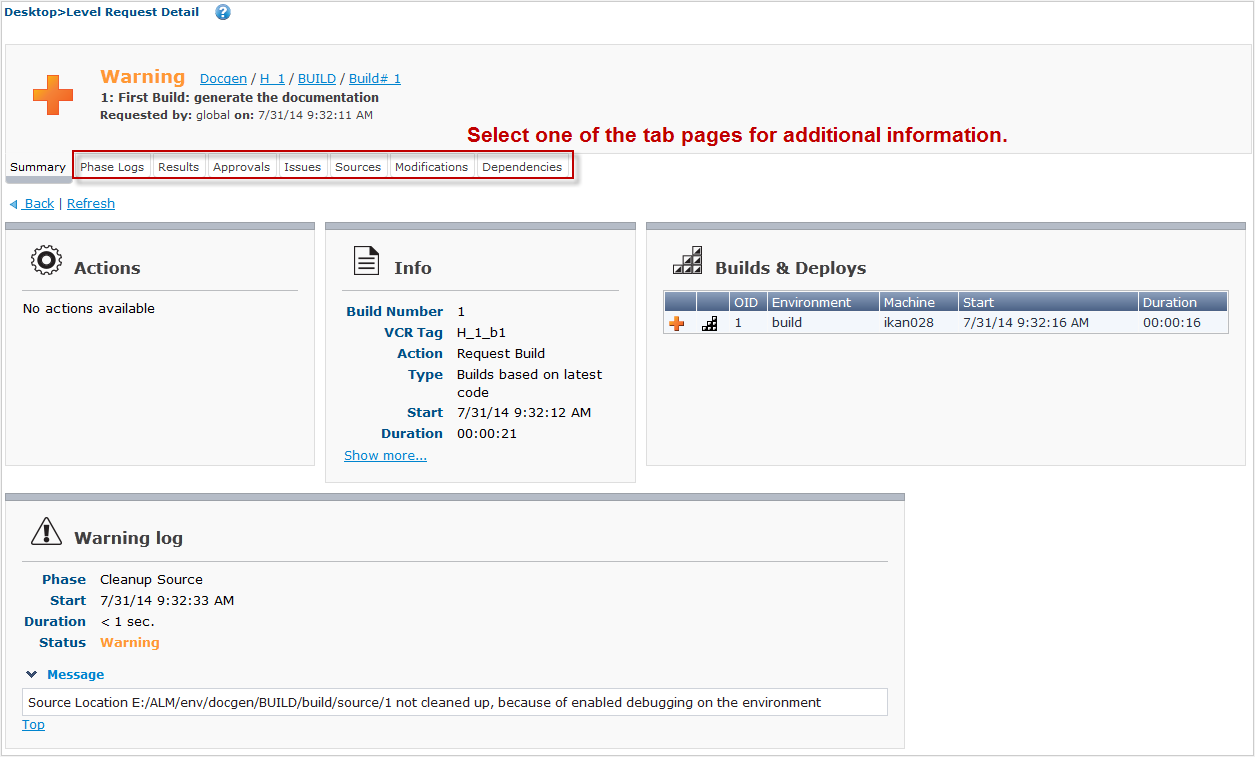 Desktop>Level Request Detail ?
Warning Docgen / H_1 / BUILD / Build#_1
1: First Build: generate the documentation
Requested by: global on: 7/31/14 9:32:11 AM
Select one of the tab pages for additional information.
Summary Phase Logs Results Approvals Issues Sources Modifications Dependencies
Back | Refresh
Actions
No actions available
Info
Build Number 1
VCR Tag H_1_b1
Action Request Build
Type Builds based on latest
code
Start 7/31/14 9:32:12 AM
Duration 00:00:21
Show more...
Builds & Deploys
OID Environment Machine Start Duration
1 build ikan028 7/31/14 9:32:16 AM 00:00:16
Warning log
Phase Cleanup Source
Start 7/31/14 9:32:33 AM
Duration < 1 sec.
Status Warning
Message
Source Location E:/ALM/env/docgen/BUILD/build/source/1 not cleaned up, because of enabled debugging on the environment
Top